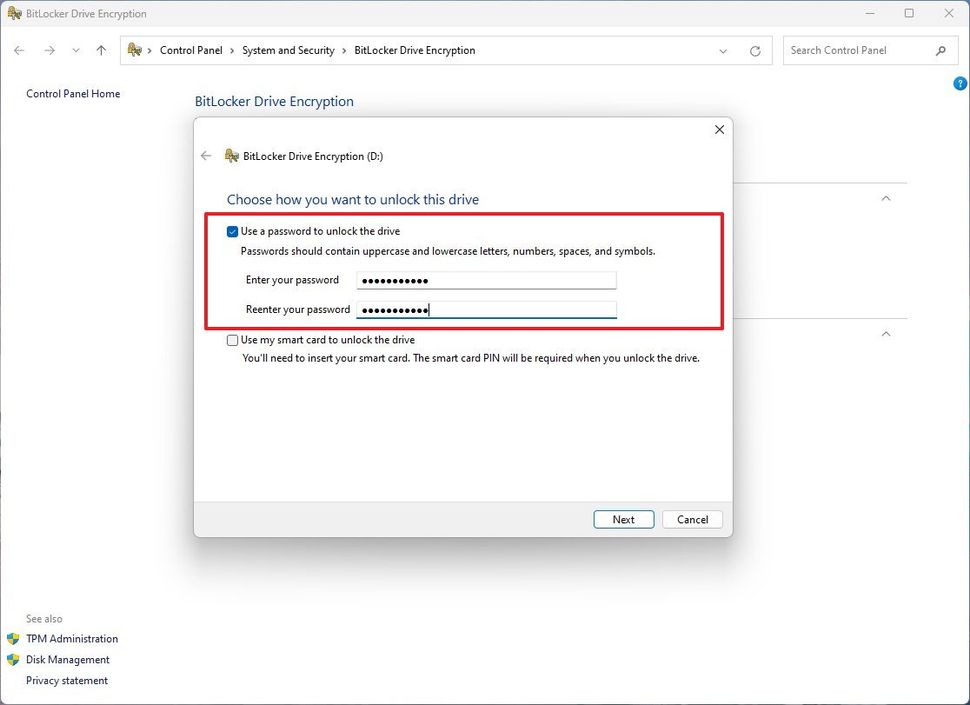 BitLocker Drive Encryption
Control Panel > System and Security > BitLocker Drive Encryption
Search Control Panel
?
Control Panel Home
BitLocker Drive Encryption
BitLocker Drive Encryption (D:)
Choose how you want to unlock this drive
Use a password to unlock the drive
Passwords should contain uppercase and lowercase letters, numbers, spaces, and symbols.
Enter your password ●●●●●●●●●●●
Reenter your password ●●●●●●●●●●●
Use my smart card to unlock the drive
You'll need to insert your smart card. The smart card PIN will be required when you unlock the drive.
Next Cancel
See also
TPM Administration
Disk Management
Privacy statement